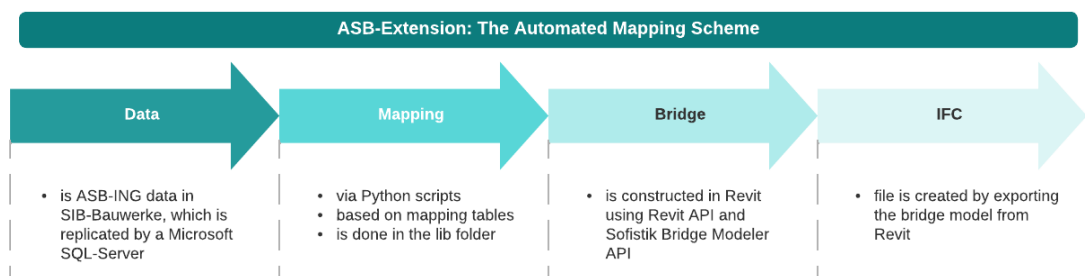 ASB-Extension: The Automated Mapping Scheme
Data
Mapping
Bridge
IFC
• is ASB-ING data in
SIB-Bauwerke, which is
replicated by a Microsoft
SQL-Server
• via Python scripts
• based on mapping tables
• is done in the lib folder
• is constructed in Revit
using Revit API and
Sofistik Bridge Modeler
API
• file is created by exporting
the bridge model from
Revit